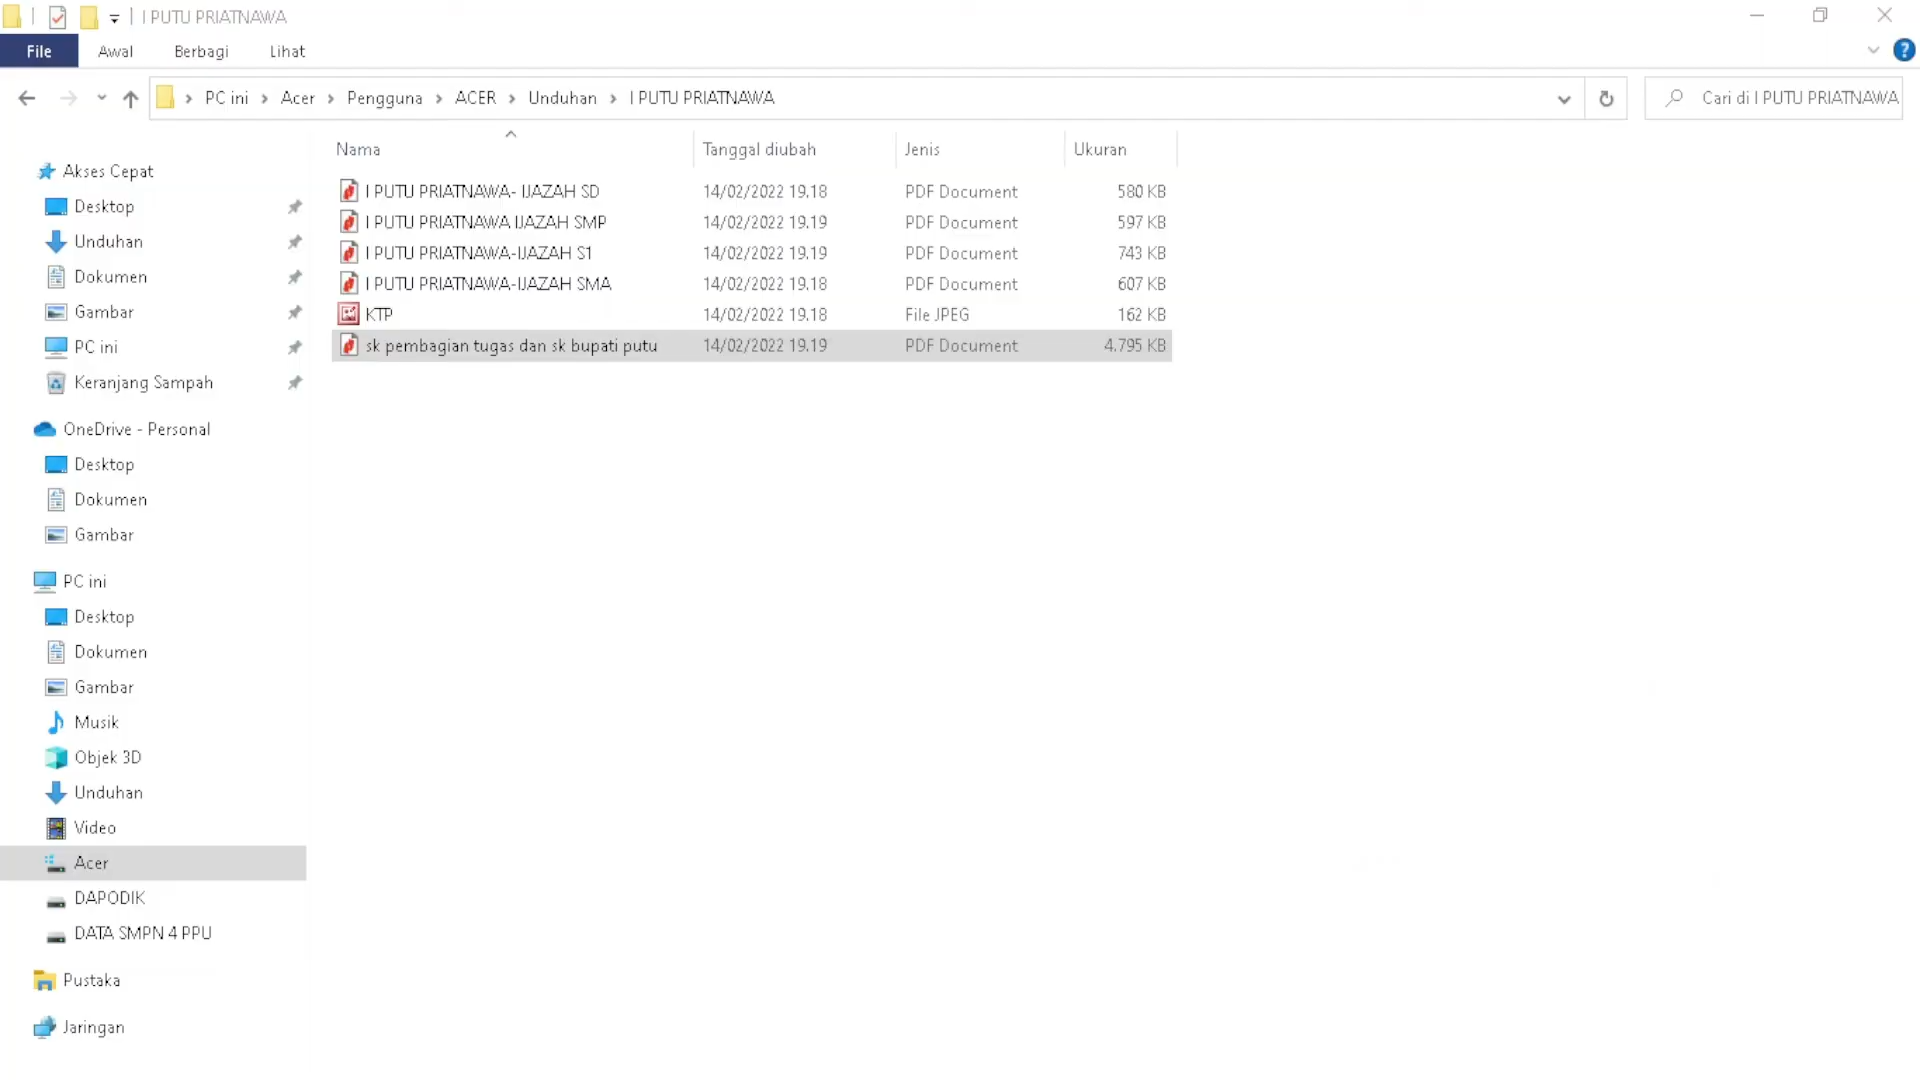 I PUTU PRIATNAWA
File Awal Berbagi Lihat
PC ini Acer Pengguna ACER Unduhan I PUTU PRIATNAWA
Cari di I PUTU PRIATNAWA
Nama Tanggal diubah Jenis Ukuran
I PUTU PRIATNAWA- IJAZAH SD 14/02/2022 19.18 PDF Document 580 KB
I PUTU PRIATNAWA IJAZAH SMP 14/02/2022 19.19 PDF Document 597 KB
I PUTU PRIATNAWA-IJAZAH S1 14/02/2022 19.19 PDF Document 743 KB
I PUTU PRIATNAWA-IJAZAH SMA 14/02/2022 19.18 PDF Document 607 KB
KTP 14/02/2022 19.18 File JPEG 162 KB
sk pembagian tugas dan sk bupati putu 14/02/2022 19.19 PDF Document 4.795 KB
Akses Cepat
Desktop
Unduhan
Dokumen
Gambar
PC ini
Keranjang Sampah
OneDrive - Personal
Desktop
Dokumen
Gambar
PC ini
Desktop
Dokumen
Gambar
Musik
Objek 3D
Unduhan
Video
Acer
DAPODIK
DATA SMPN 4 PPU
Pustaka
Jaringan